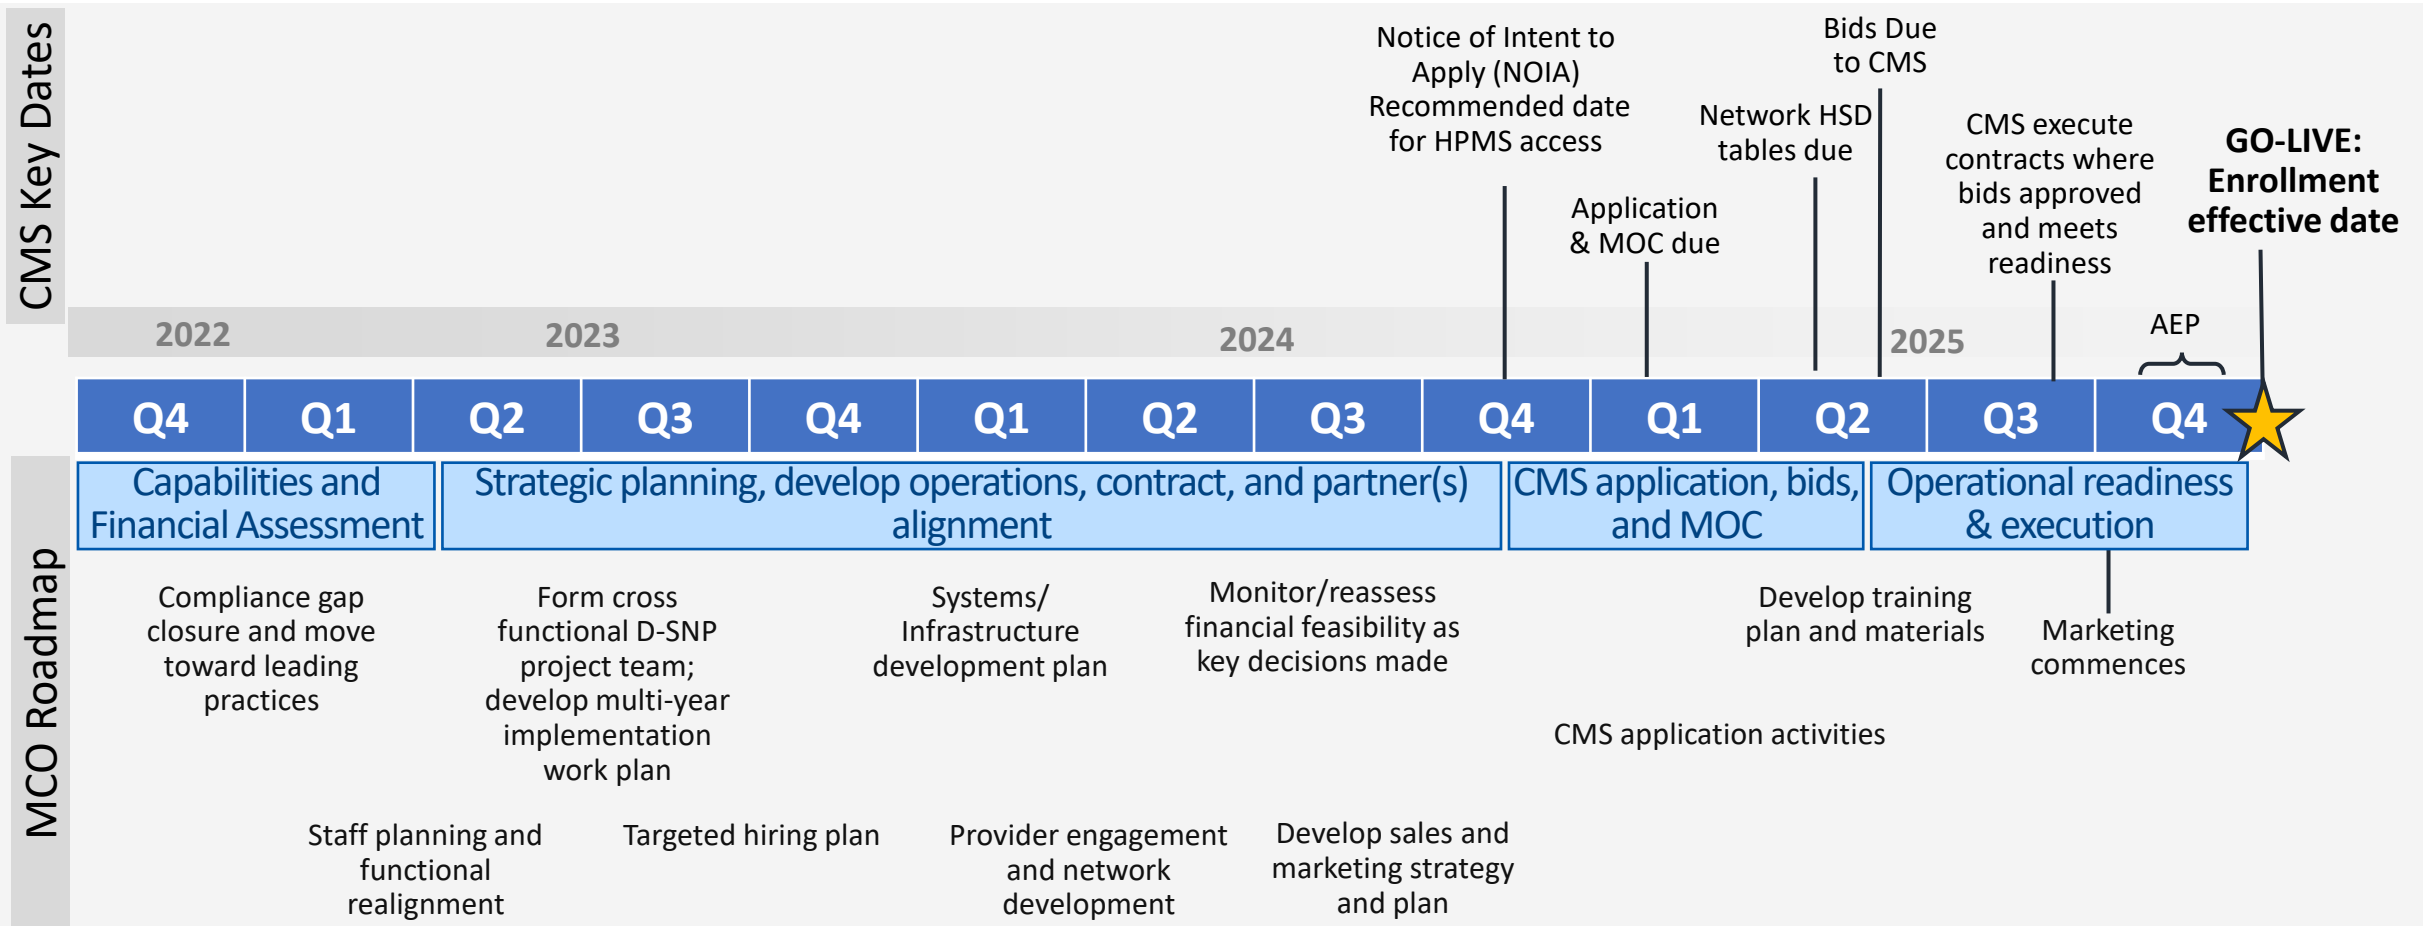 CMS Key Dates
Notice of Intent to
Apply (NOIA)
Recommended date
for HPMS access
Application
& MOC due
Network HSD
tables due
Bids Due
to CMS
CMS execute
contracts where
bids approved
and meets
readiness
GO-LIVE:
Enrollment
effective date
AEP
2022
2023
2024
2025
Q4
Q1
Q2
Q3
Q4
Q1
Q2
Q3
Q4
Q1
Q2
Q3
Q4
MCO Roadmap
Capabilities and
Financial Assessment
Strategic planning, develop operations, contract, and partner(s)
alignment
CMS application, bids,
and MOC
Operational readiness
& execution
Compliance gap
closure and move
toward leading
practices
Form cross
functional D-SNP
project team;
develop multi-year
implementation
work plan
Systems/
Infrastructure
development plan
Monitor/reassess
financial feasibility as
key decisions made
Develop training
plan and materials
Marketing
commences
CMS application activities
Staff planning and
functional
realignment
Targeted hiring plan
Provider engagement
and network
development
Develop sales and
marketing strategy
and plan